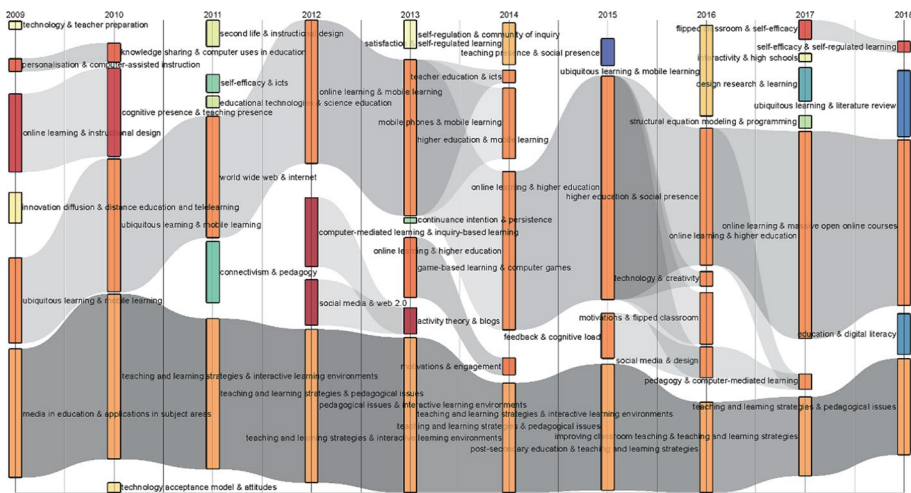 2009 2010 2011 2012 2013 2014 2015 2016 2017 2018
technology & teacher preparation
personalisation & computer-assisted instruction
online learning & instructional design
innovation diffusion & distance education and telelearning
ubiquitous learning & mobile learning
media in education & applications in subject areas
knowledge sharing & computer uses in education
cognitive presence & teaching presence
ubiquitous learning & mobile learning
teaching and learning strategies & interactive learning environments
technology acceptance model & attitudes
second life & instructional design
self-efficacy & icts
educational technologies & science education
world wide web & internet
connectivism & pedagogy
teaching and learning strategies & pedagogical issues
online learning & mobile learning
computer-mediated learning & inquiry-based learning
social media & web 2.0
pedagogical issues & interactive learning environments
teaching and learning strategies & interactive learning environments
self-regulation & community of inquiry
satisfaction & self-regulated learning
mobile phones & mobile learning
continuance intention & persistence
online learning & higher education
game-based learning & computer games
activity theory & blogs
motivations & engagement
teaching and learning strategies & interactive learning environments
teaching and learning strategies & pedagogical issues
teaching presence & social presence
teacher education & icts
higher education & mobile learning
online learning & higher education
feedback & cognitive load
post-secondary education & teaching and learning strategies
ubiquitous learning & mobile learning
higher education & social presence
motivations & flipped classroom
improving classroom teaching & teaching and learning strategies
flipped classroom & self-efficacy
structural equation modeling & programming
online learning & higher education
technology & creativity
social media & design
pedagogy & computer-mediated learning
interactivity & high schools
design research & learning
online learning & massive open online courses
teaching and learning strategies & pedagogical issues
self-efficacy & self-regulated learning
ubiquitous learning & literature review
education & digital literacy